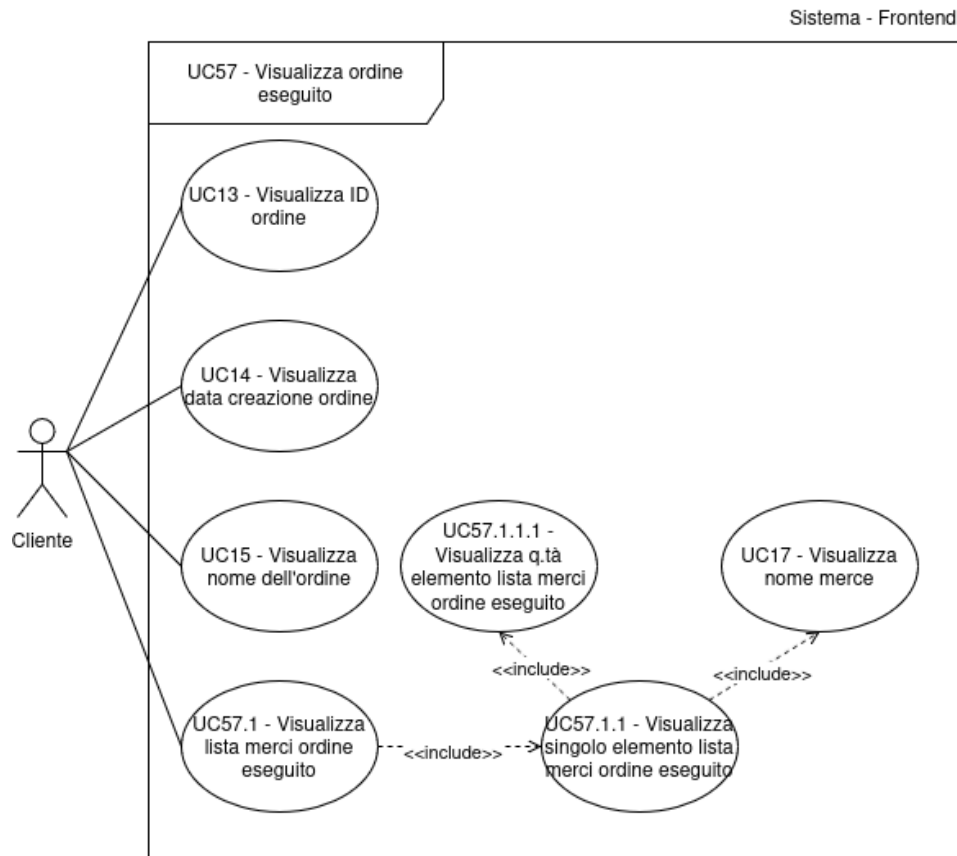 Sistema - Frontend
UC57 - Visualizza ordine
eseguito
UC13 - Visualizza ID
ordine
UC14 - Visualizza
data creazione ordine
Cliente
UC15 - Visualizza
nome dell'ordine
UC57.1.1.1 -
Visualizza q.tà
elemento lista merci
ordine eseguito
UC17 - Visualizza
nome merce
<<include>>
<<include>>
UC57.1 - Visualizza
lista merci ordine
eseguito
<<include>>
UC57.1.1 - Visualizza
singolo elemento lista
merci ordine eseguito